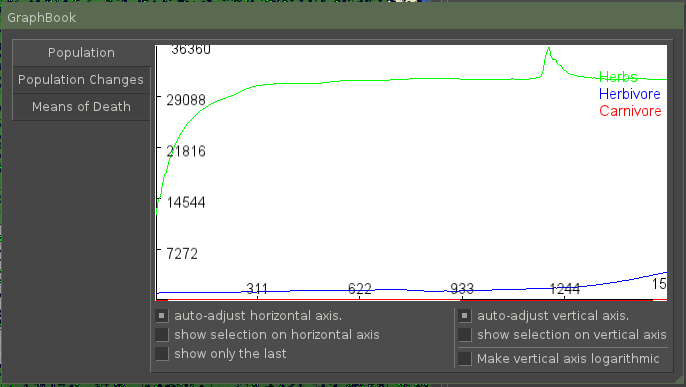 GraphBook
Population
Population Changes
Means of Death
36360
29088
21816
14544
7272
311
622
933
1244
15
Herbs
Herbivore
Carnivore
auto-adjust horizontal axis.
show selection on horizontal axis
show only the last
auto-adjust vertical axis.
show selection on vertical axis
Make vertical axis logarithmic